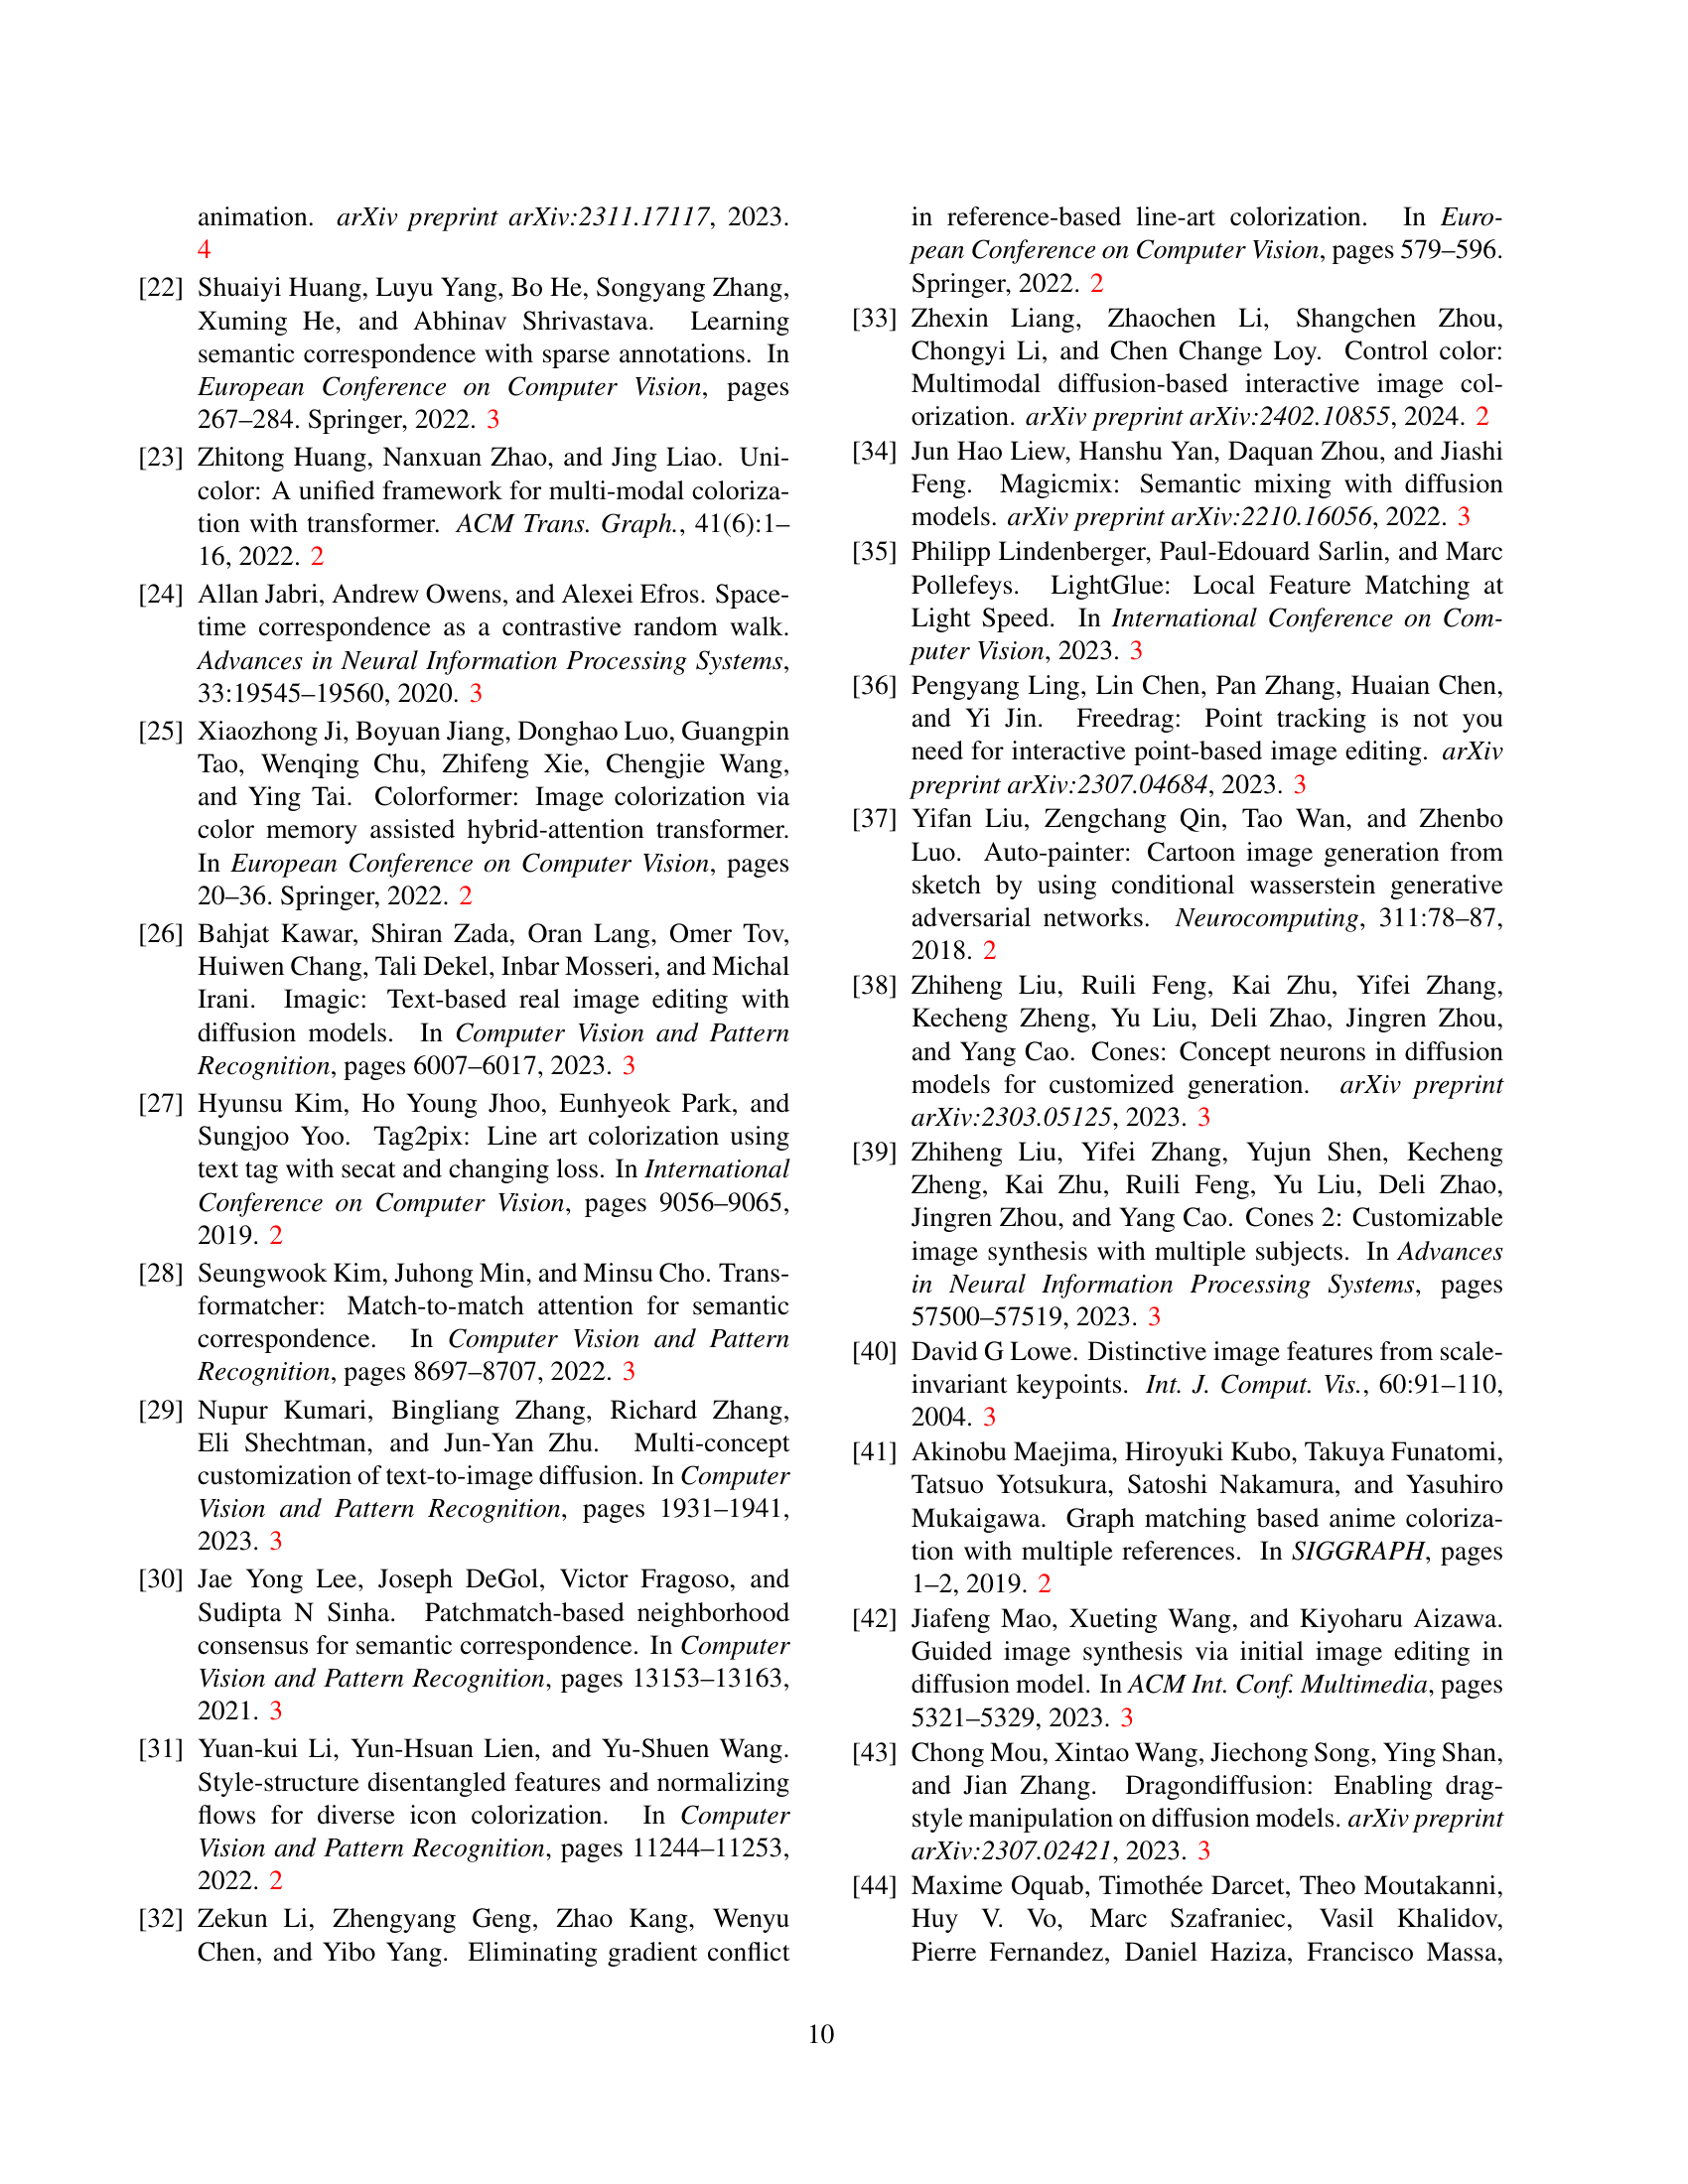 animation. arXiv preprint arXiv:2311.17117, 2023.
4
[22] Shuaiyi Huang, Luyu Yang, Bo He, Songyang Zhang,
Xuming He, and Abhinav Shrivastava. Learning
semantic correspondence with sparse annotations. In
European Conference on Computer Vision, pages
267–284. Springer, 2022. 3
[23] Zhitong Huang, Nanxuan Zhao, and Jing Liao. Uni-
color: A unified framework for multi-modal coloriza-
tion with transformer. ACM Trans. Graph., 41(6):1–
16, 2022. 2
[24] Allan Jabri, Andrew Owens, and Alexei Efros. Space-
time correspondence as a contrastive random walk.
Advances in Neural Information Processing Systems,
33:19545–19560, 2020. 3
[25] Xiaozhong Ji, Boyuan Jiang, Donghao Luo, Guangpin
Tao, Wenqing Chu, Zhifeng Xie, Chengjie Wang,
and Ying Tai. Colorformer: Image colorization via
color memory assisted hybrid-attention transformer.
In European Conference on Computer Vision, pages
20–36. Springer, 2022. 2
[26] Bahjat Kawar, Shiran Zada, Oran Lang, Omer Tov,
Huiwen Chang, Tali Dekel, Inbar Mosseri, and Michal
Irani. Imagic: Text-based real image editing with
diffusion models. In Computer Vision and Pattern
Recognition, pages 6007–6017, 2023. 3
[27] Hyunsu Kim, Ho Young Jhoo, Eunhyeok Park, and
Sungjoo Yoo. Tag2pix: Line art colorization using
text tag with secat and changing loss. In International
Conference on Computer Vision, pages 9056–9065,
2019. 2
[28] Seungwook Kim, Juhong Min, and Minsu Cho. Trans-
formatcher: Match-to-match attention for semantic
correspondence. In Computer Vision and Pattern
Recognition, pages 8697–8707, 2022. 3
[29] Nupur Kumari, Bingliang Zhang, Richard Zhang,
Eli Shechtman, and Jun-Yan Zhu. Multi-concept
customization of text-to-image diffusion. In Computer
Vision and Pattern Recognition, pages 1931–1941,
2023. 3
[30] Jae Yong Lee, Joseph DeGol, Victor Fragoso, and
Sudipta N Sinha. Patchmatch-based neighborhood
consensus for semantic correspondence. In Computer
Vision and Pattern Recognition, pages 13153–13163,
2021. 3
[31] Yuan-kui Li, Yun-Hsuan Lien, and Yu-Shuen Wang.
Style-structure disentangled features and normalizing
flows for diverse icon colorization. In Computer
Vision and Pattern Recognition, pages 11244–11253,
2022. 2
[32] Zekun Li, Zhengyang Geng, Zhao Kang, Wenyu
Chen, and Yibo Yang. Eliminating gradient conflict
in reference-based line-art colorization. In Euro-
pean Conference on Computer Vision, pages 579–596.
Springer, 2022. 2
[33] Zhexin Liang, Zhaochen Li, Shangchen Zhou,
Chongyi Li, and Chen Change Loy. Control color:
Multimodal diffusion-based interactive image col-
orization. arXiv preprint arXiv:2402.10855, 2024. 2
[34] Jun Hao Liew, Hanshu Yan, Daquan Zhou, and Jiashi
Feng. Magicmix: Semantic mixing with diffusion
models. arXiv preprint arXiv:2210.16056, 2022. 3
[35] Philipp Lindenberger, Paul-Edouard Sarlin, and Marc
Pollefeys. LightGlue: Local Feature Matching at
Light Speed. In International Conference on Com-
puter Vision, 2023. 3
[36] Pengyang Ling, Lin Chen, Pan Zhang, Huaian Chen,
and Yi Jin. Freedrag: Point tracking is not you
need for interactive point-based image editing. arXiv
preprint arXiv:2307.04684, 2023. 3
[37] Yifan Liu, Zengchang Qin, Tao Wan, and Zhenbo
Luo. Auto-painter: Cartoon image generation from
sketch by using conditional wasserstein generative
adversarial networks. Neurocomputing, 311:78–87,
2018. 2
[38] Zhiheng Liu, Ruili Feng, Kai Zhu, Yifei Zhang,
Kecheng Zheng, Yu Liu, Deli Zhao, Jingren Zhou,
and Yang Cao. Cones: Concept neurons in diffusion
models for customized generation. arXiv preprint
arXiv:2303.05125, 2023. 3
[39] Zhiheng Liu, Yifei Zhang, Yujun Shen, Kecheng
Zheng, Kai Zhu, Ruili Feng, Yu Liu, Deli Zhao,
Jingren Zhou, and Yang Cao. Cones 2: Customizable
image synthesis with multiple subjects. In Advances
in Neural Information Processing Systems, pages
57500–57519, 2023. 3
[40] David G Lowe. Distinctive image features from scale-
invariant keypoints. Int. J. Comput. Vis., 60:91–110,
2004. 3
[41] Akinobu Maejima, Hiroyuki Kubo, Takuya Funatomi,
Tatsuo Yotsukura, Satoshi Nakamura, and Yasuhiro
Mukaigawa. Graph matching based anime coloriza-
tion with multiple references. In SIGGRAPH, pages
1–2, 2019. 2
[42] Jiafeng Mao, Xueting Wang, and Kiyoharu Aizawa.
Guided image synthesis via initial image editing in
diffusion model. In ACM Int. Conf. Multimedia, pages
5321–5329, 2023. 3
[43] Chong Mou, Xintao Wang, Jiechong Song, Ying Shan,
and Jian Zhang. Dragondiffusion: Enabling drag-
style manipulation on diffusion models. arXiv preprint
arXiv:2307.02421, 2023. 3
[44] Maxime Oquab, Timothée Darcet, Theo Moutakanni,
Huy V. Vo, Marc Szafraniec, Vasil Khalidov,
Pierre Fernandez, Daniel Haziza, Francisco Massa,
10